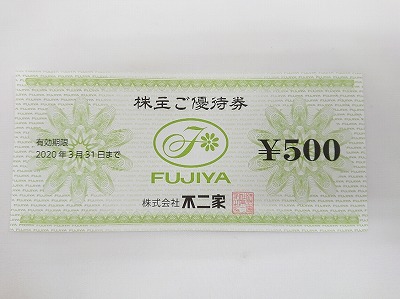 株主ご優待券
有効期限
2020年3月31日まで
F
FUJIYA
¥500
株式会社 不二家